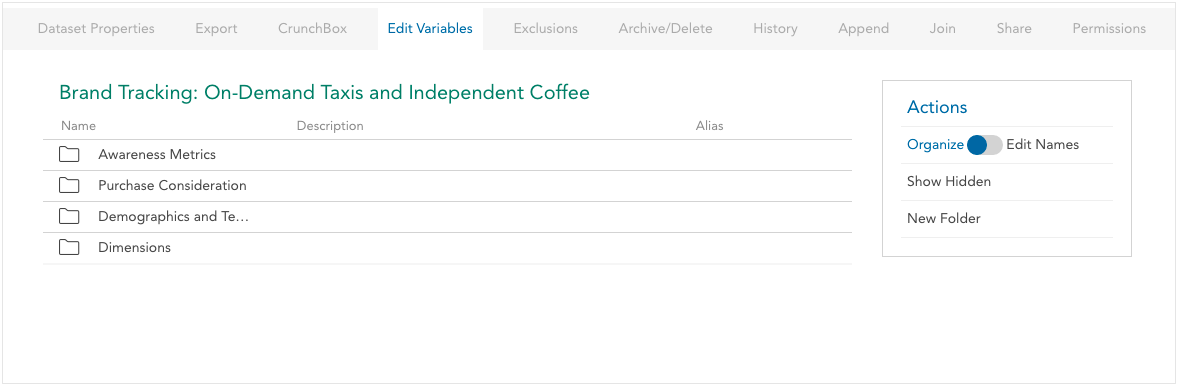 Dataset Properties Export CrunchBox Edit Variables Exclusions Archive/Delete History Append Join Share Permissions
Brand Tracking: On-Demand Taxis and Independent Coffee
Name Description Alias
Awareness Metrics
Purchase Consideration
Demographics and Te…
Dimensions
Actions
Organize Edit Names
Show Hidden
New Folder